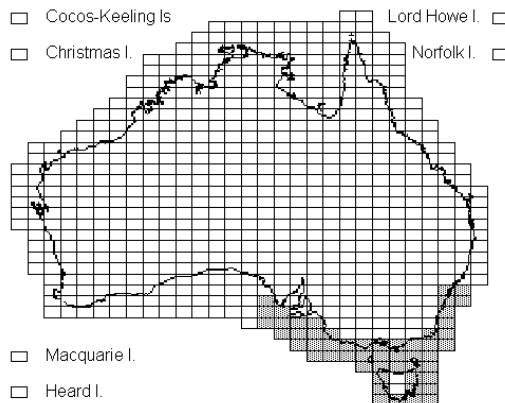 Cocos-Keeling Is
Lord Howe I.
Christmas I.
Norfolk I.
Macquarie I.
Heard I.